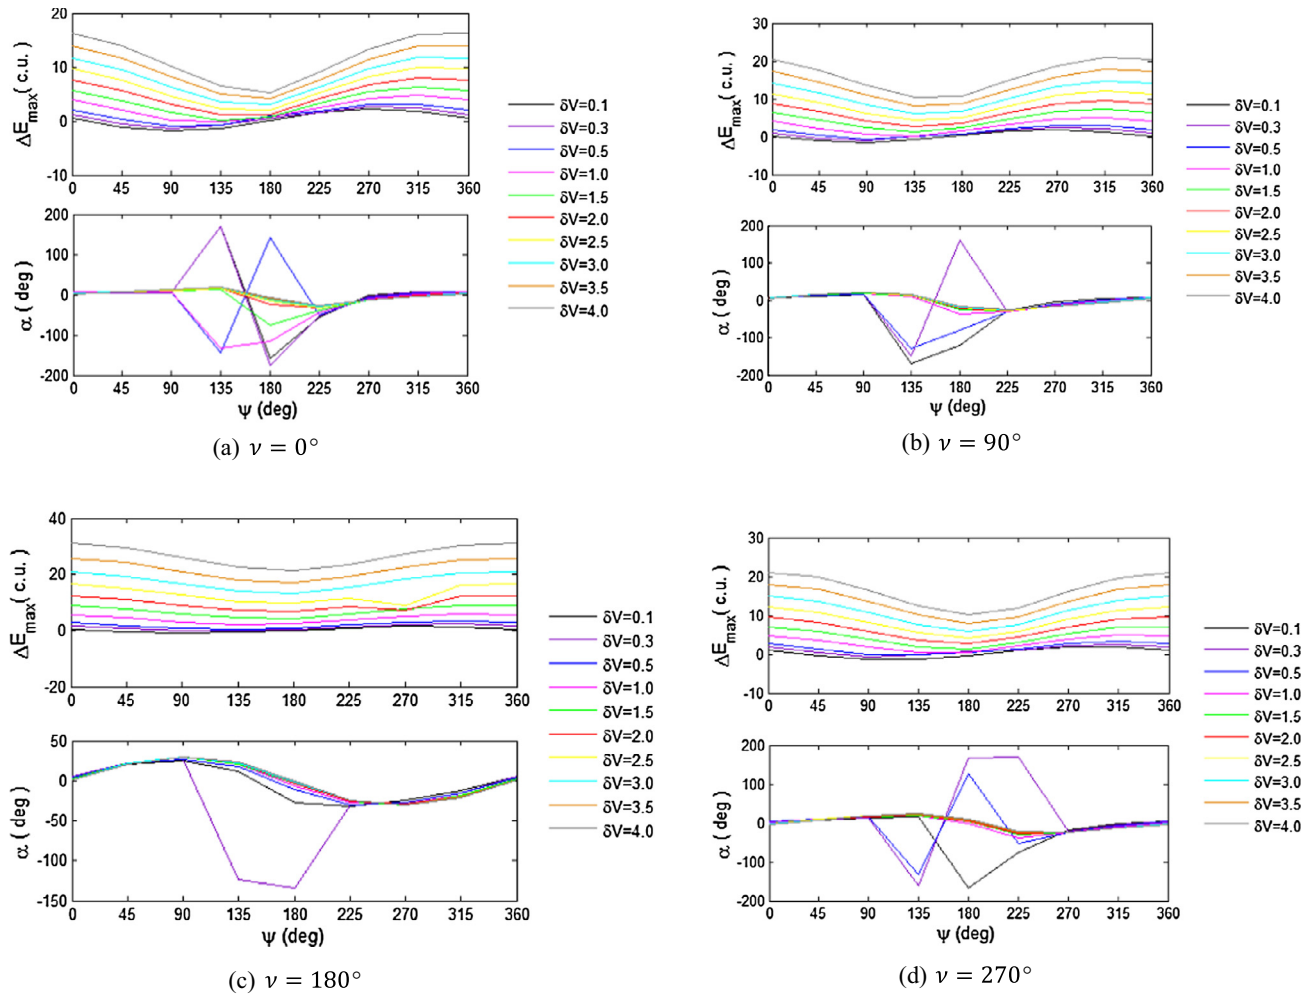 20
10
0
-10
ΔE_max( c.u. )
0 45 90 135 180 225 270 315 360
200
100
0
-100
-200
α ( deg )
0 45 90 135 180 225 270 315 360
ψ (deg)
δV=0.1
δV=0.3
δV=0.5
δV=1.0
δV=1.5
δV=2.0
δV=2.5
δV=3.0
δV=3.5
δV=4.0
(a) ν = 0°
30
20
10
0
-10
ΔE_max( c.u. )
0 45 90 135 180 225 270 315 360
200
100
0
-100
-200
α ( deg )
0 45 90 135 180 225 270 315 360
ψ (deg)
δV=0.1
δV=0.3
δV=0.5
δV=1.0
δV=1.5
δV=2.0
δV=2.5
δV=3.0
δV=3.5
δV=4.0
(b) ν = 90°
40
20
0
-20
ΔE_max( c.u. )
0 45 90 135 180 225 270 315 360
50
0
-50
-100
-150
α ( deg )
0 45 90 135 180 225 270 315 360
ψ (deg)
δV=0.1
δV=0.3
δV=0.5
δV=1.0
δV=1.5
δV=2.0
δV=2.5
δV=3.0
δV=3.5
δV=4.0
(c) ν = 180°
30
20
10
0
-10
ΔE_max( c.u. )
0 45 90 135 180 225 270 315 360
200
100
0
-100
-200
α ( deg )
0 45 90 135 180 225 270 315 360
ψ (deg)
δV=0.1
δV=0.3
δV=0.5
δV=1.0
δV=1.5
δV=2.0
δV=2.5
δV=3.0
δV=3.5
δV=4.0
(d) ν = 270°